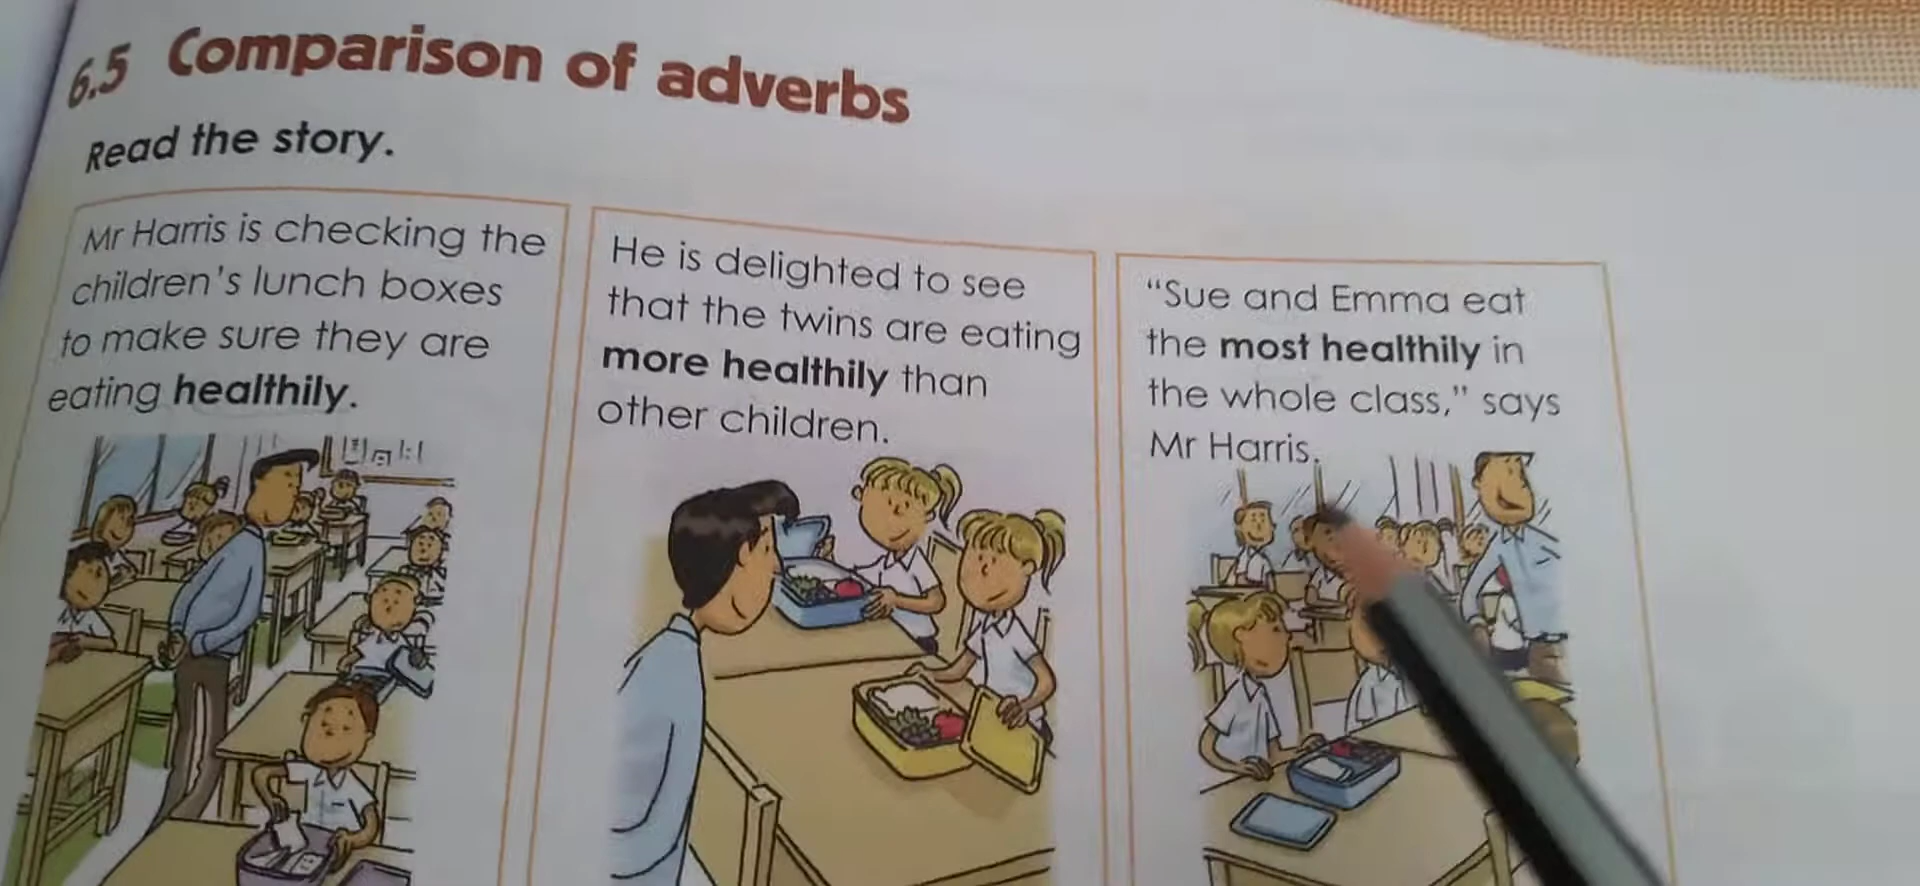 6.5 Comparison of adverbs
Read the story.
Mr Harris is checking the
children's lunch boxes
to make sure they are
eating healthily.
He is delighted to see
that the twins are eating
more healthily than
other children.
"Sue and Emma eat
the most healthily in
the whole class," says
Mr Harris.